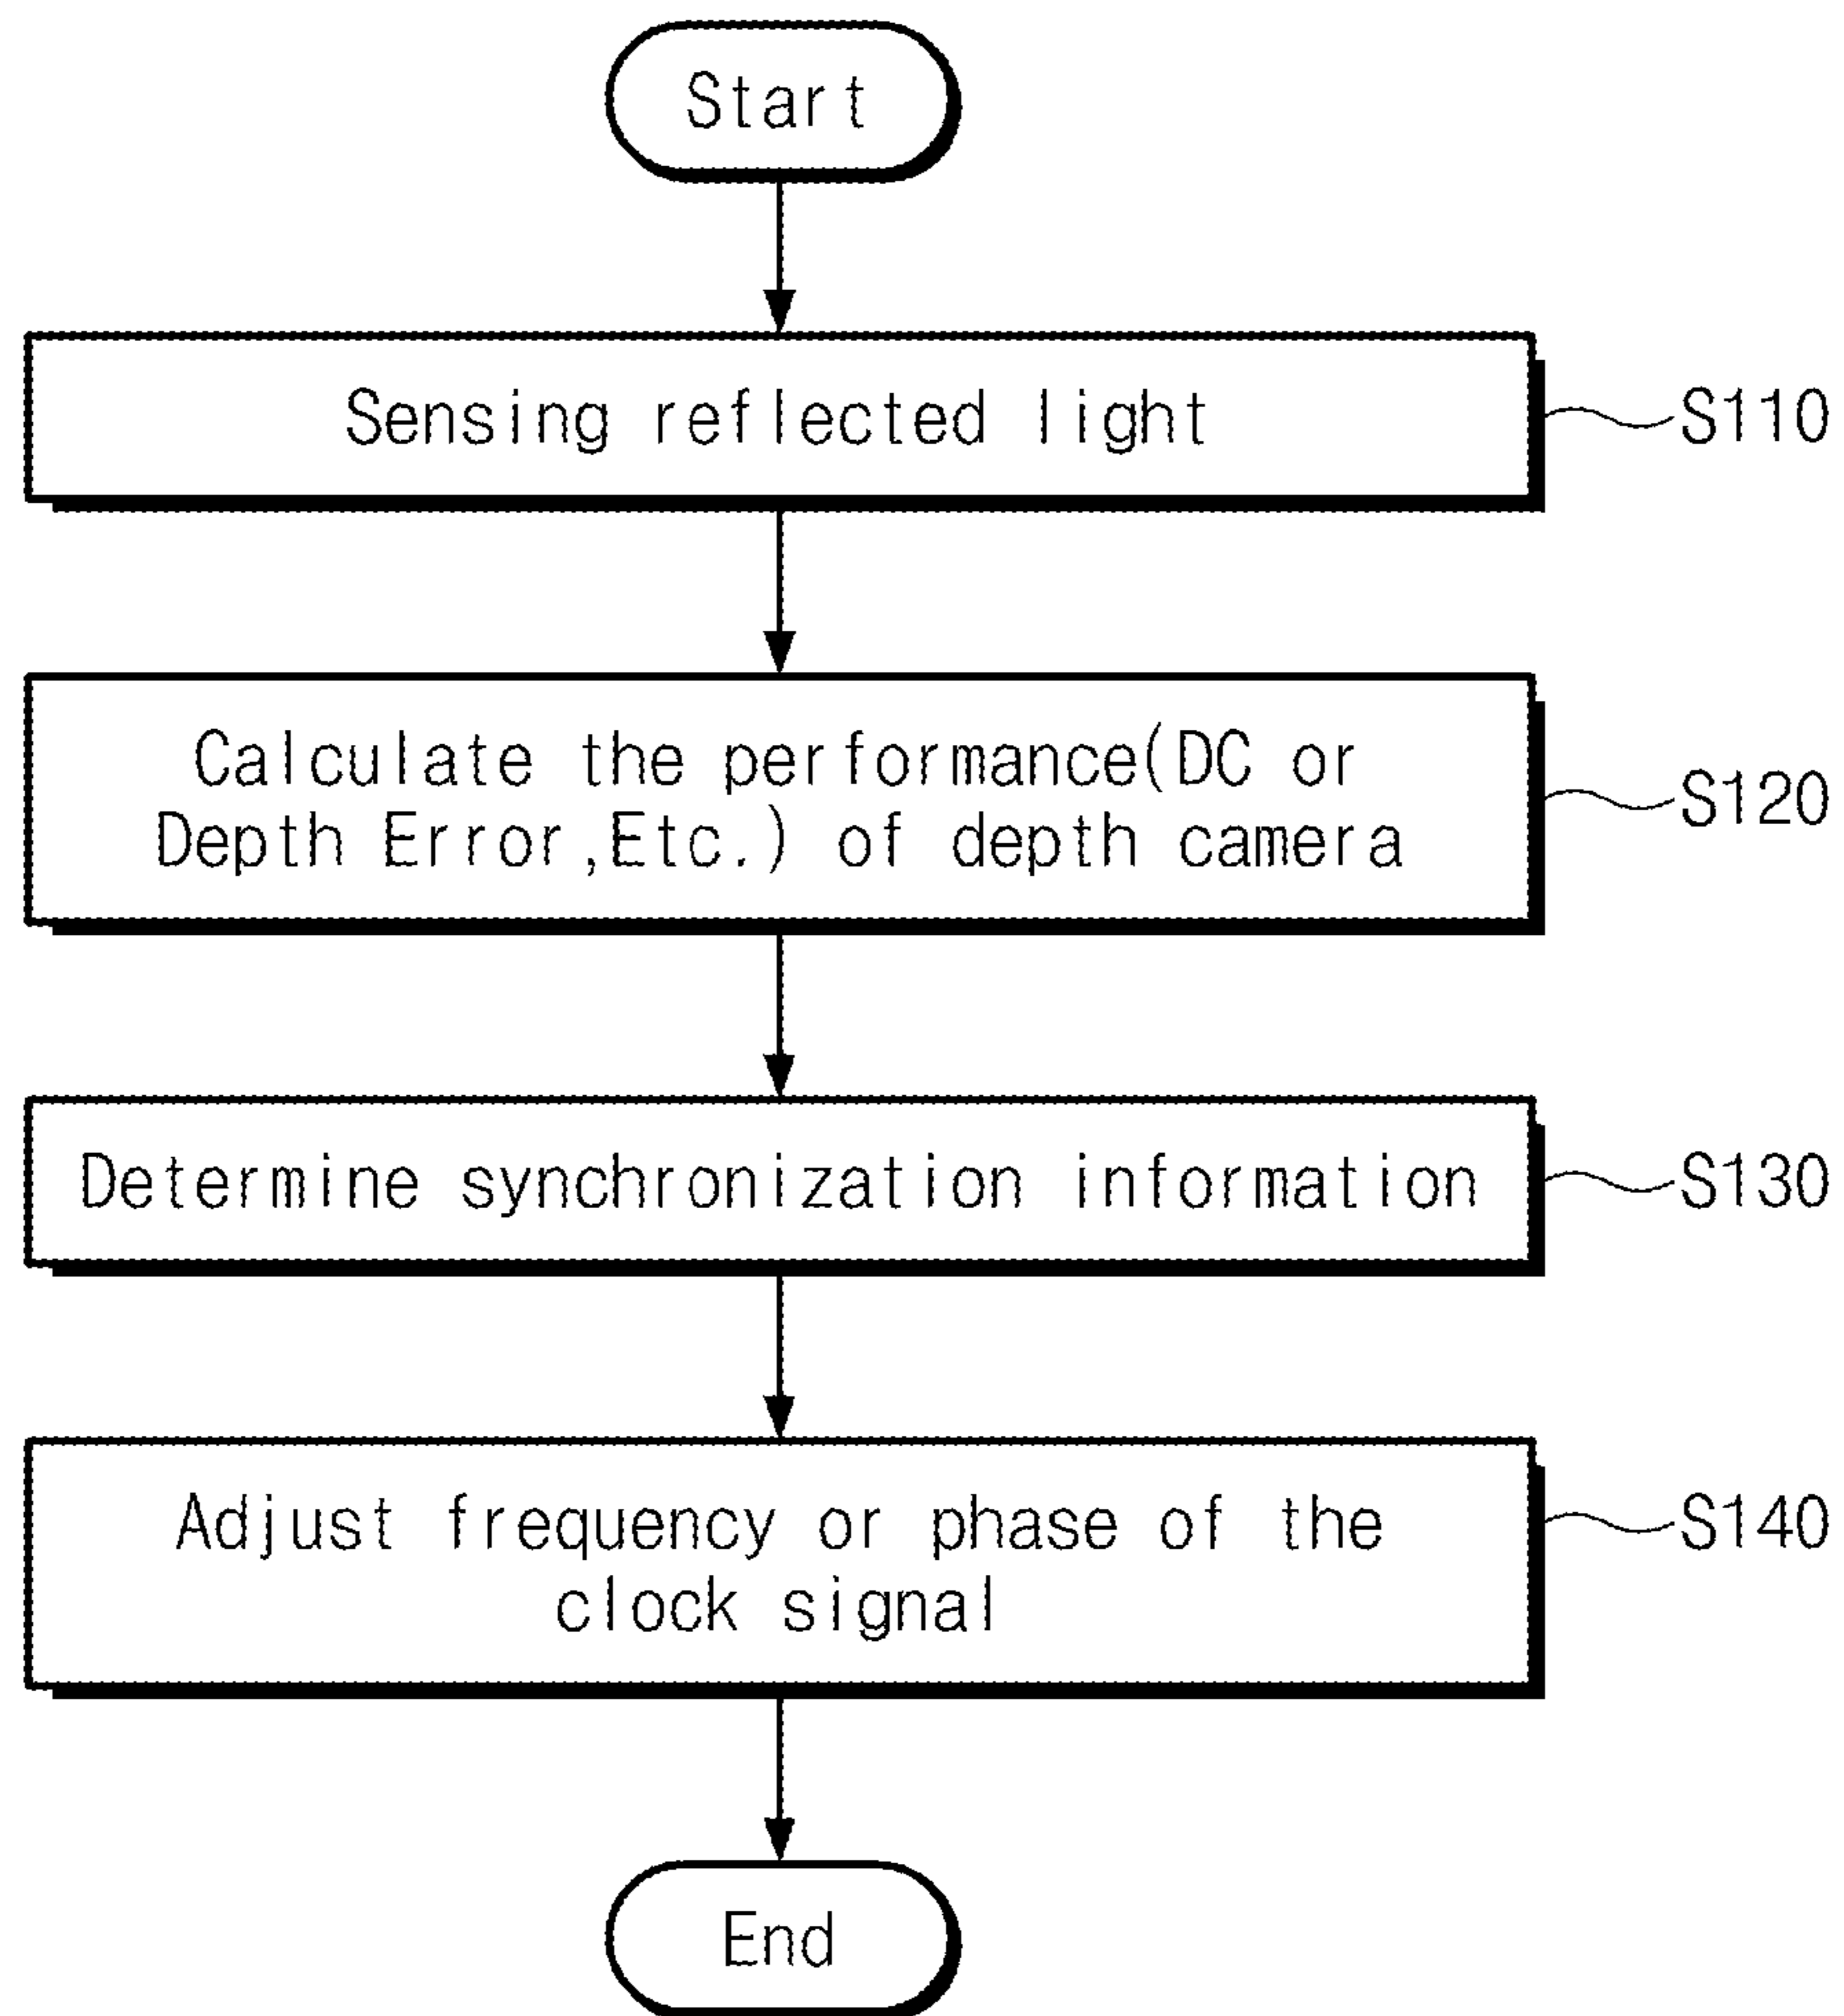 Start
Sensing reflected light
S110
Calculate the performance(DC or
Depth Error,Etc.) of depth camera
S120
Determine synchronization information
S130
Adjust frequency or phase of the
clock signal
S140
End